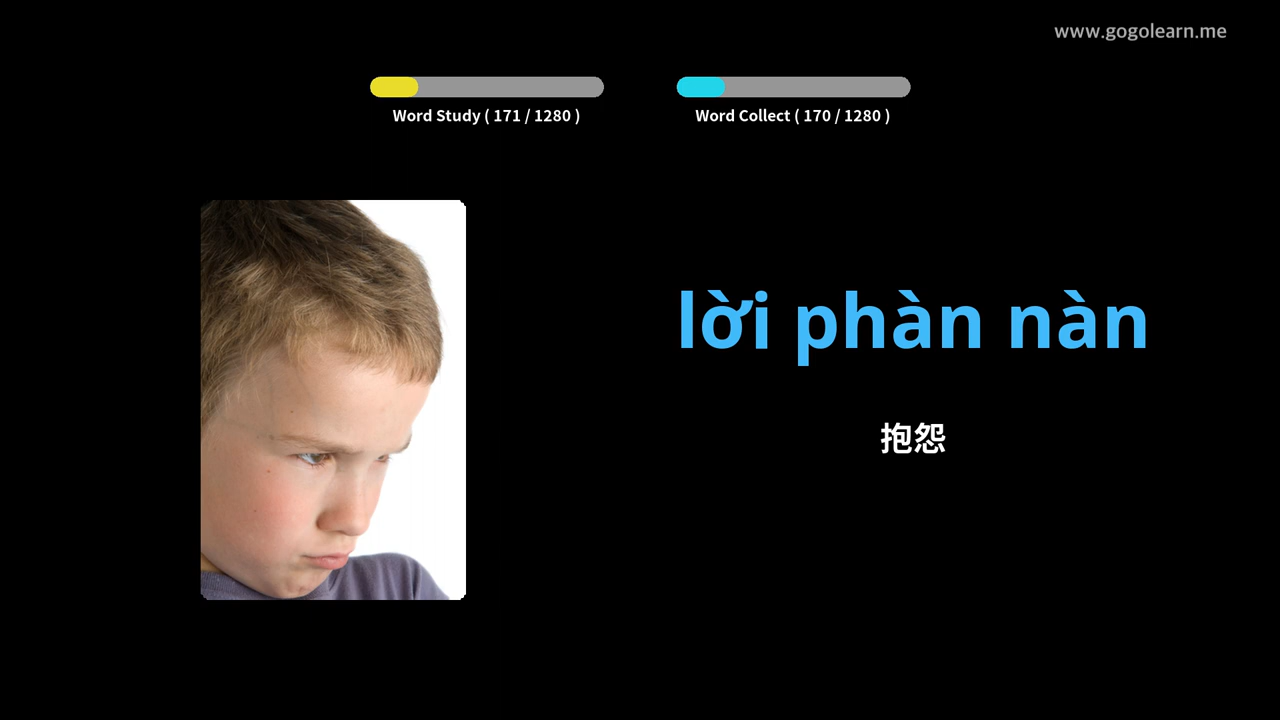 www.gogolearn.me
Word Study ( 171 / 1280 )
Word Collect ( 170 / 1280 )
lời phàn nàn
抱怨